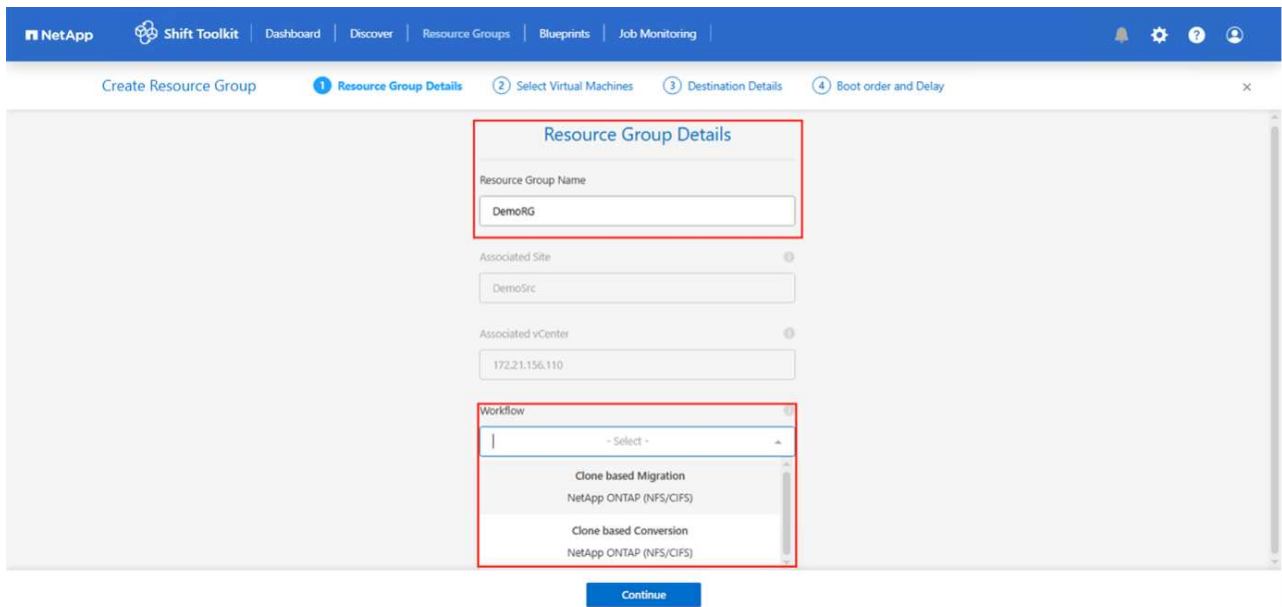 NetApp Shift Toolkit Dashboard Discover Resource Groups Blueprints Job Monitoring ?
Create Resource Group 1 Resource Group Details 2 Select Virtual Machines 3 Destination Details 4 Boot order and Delay ×
Resource Group Details
Resource Group Name
DemoRG
Associated Site
DemoSrc
Associated vCenter
172.21.156.110
Workflow
- Select -
Clone based Migration
NetApp ONTAP (NFS/CIFS)
Clone based Conversion
NetApp ONTAP (NFS/CIFS)
Continue